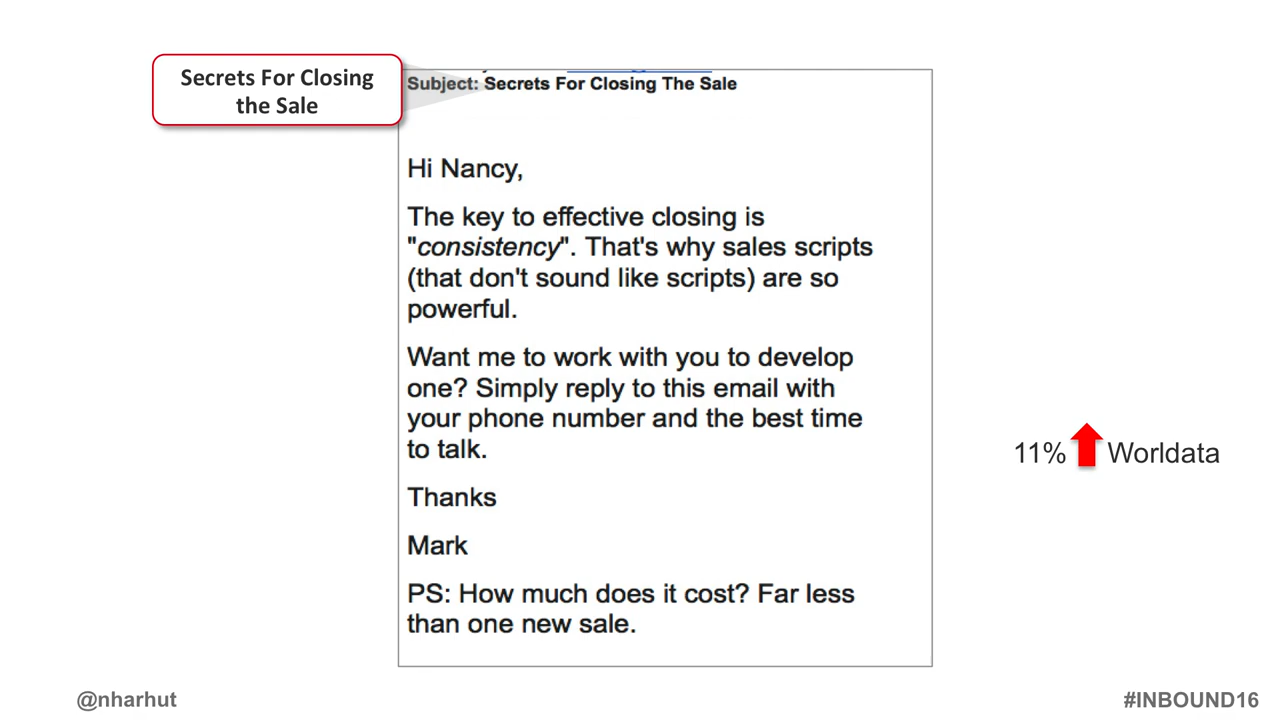 Secrets For Closing
the Sale
Subject: Secrets For Closing The Sale
Hi Nancy,
The key to effective closing is
"consistency". That's why sales scripts
(that don't sound like scripts) are so
powerful.
Want me to work with you to develop
one? Simply reply to this email with
your phone number and the best time
to talk.
Thanks
Mark
PS: How much does it cost? Far less
than one new sale.
11% Worldata
@nharhut
#INBOUND16